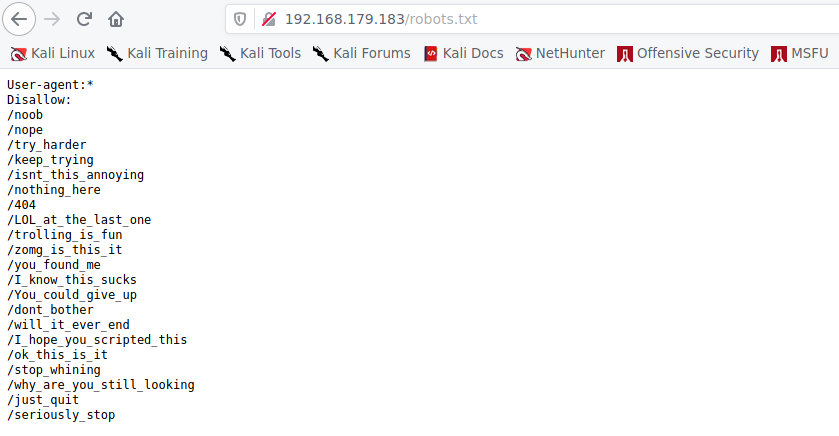 192.168.179.183/robots.txt
Kali Linux Kali Training Kali Tools Kali Forums Kali Docs NetHunter Offensive Security MSFU
User-agent:*
Disallow:
/noob
/nope
/try_harder
/keep_trying
/isnt_this_annoying
/nothing_here
/404
/LOL_at_the_last_one
/trolling_is_fun
/zomg_is_this_it
/you_found_me
/I_know_this_sucks
/You_could_give_up
/dont_bother
/will_it_ever_end
/I_hope_you_scripted_this
/ok_this_is_it
/stop_whining
/why_are_you_still_looking
/just_quit
/seriously_stop